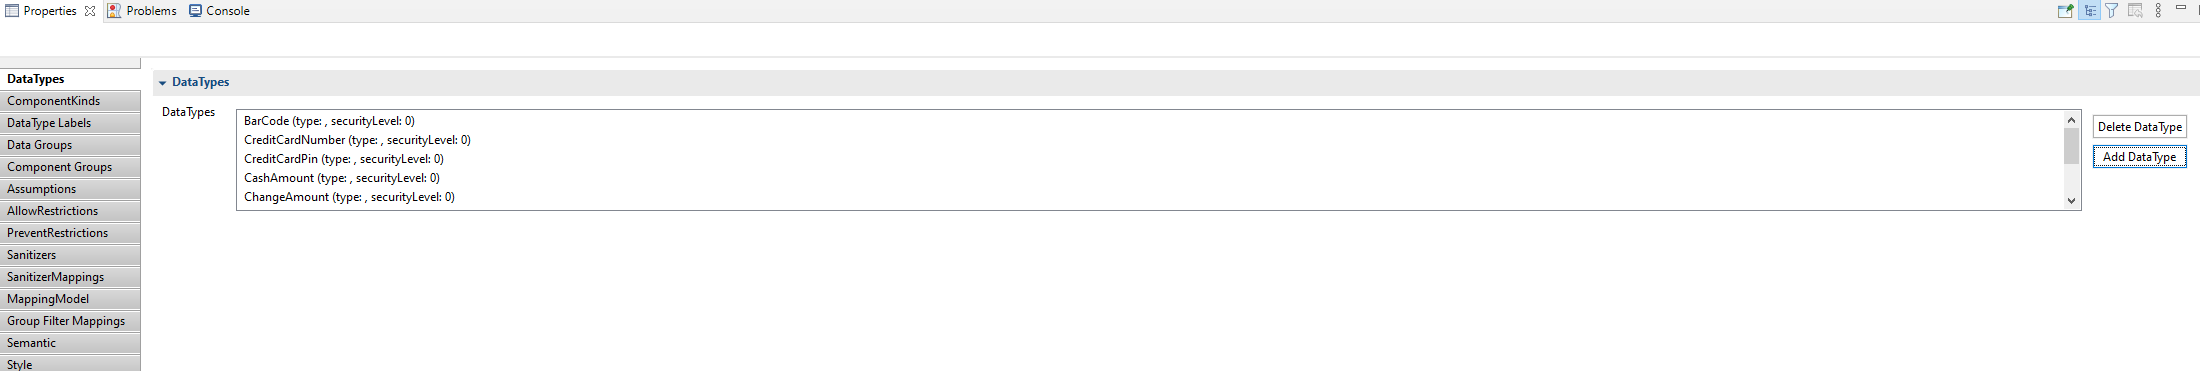 Properties Problems Console
DataTypes
ComponentKinds
DataType Labels
Data Groups
Component Groups
Assumptions
AllowRestrictions
PreventRestrictions
Sanitizers
SanitizerMappings
MappingModel
Group Filter Mappings
Semantic
Style
DataTypes
DataTypes
BarCode (type: , securityLevel: 0)
CreditCardNumber (type: , securityLevel: 0)
CreditCardPin (type: , securityLevel: 0)
CashAmount (type: , securityLevel: 0)
ChangeAmount (type: , securityLevel: 0)
Delete DataType
Add DataType